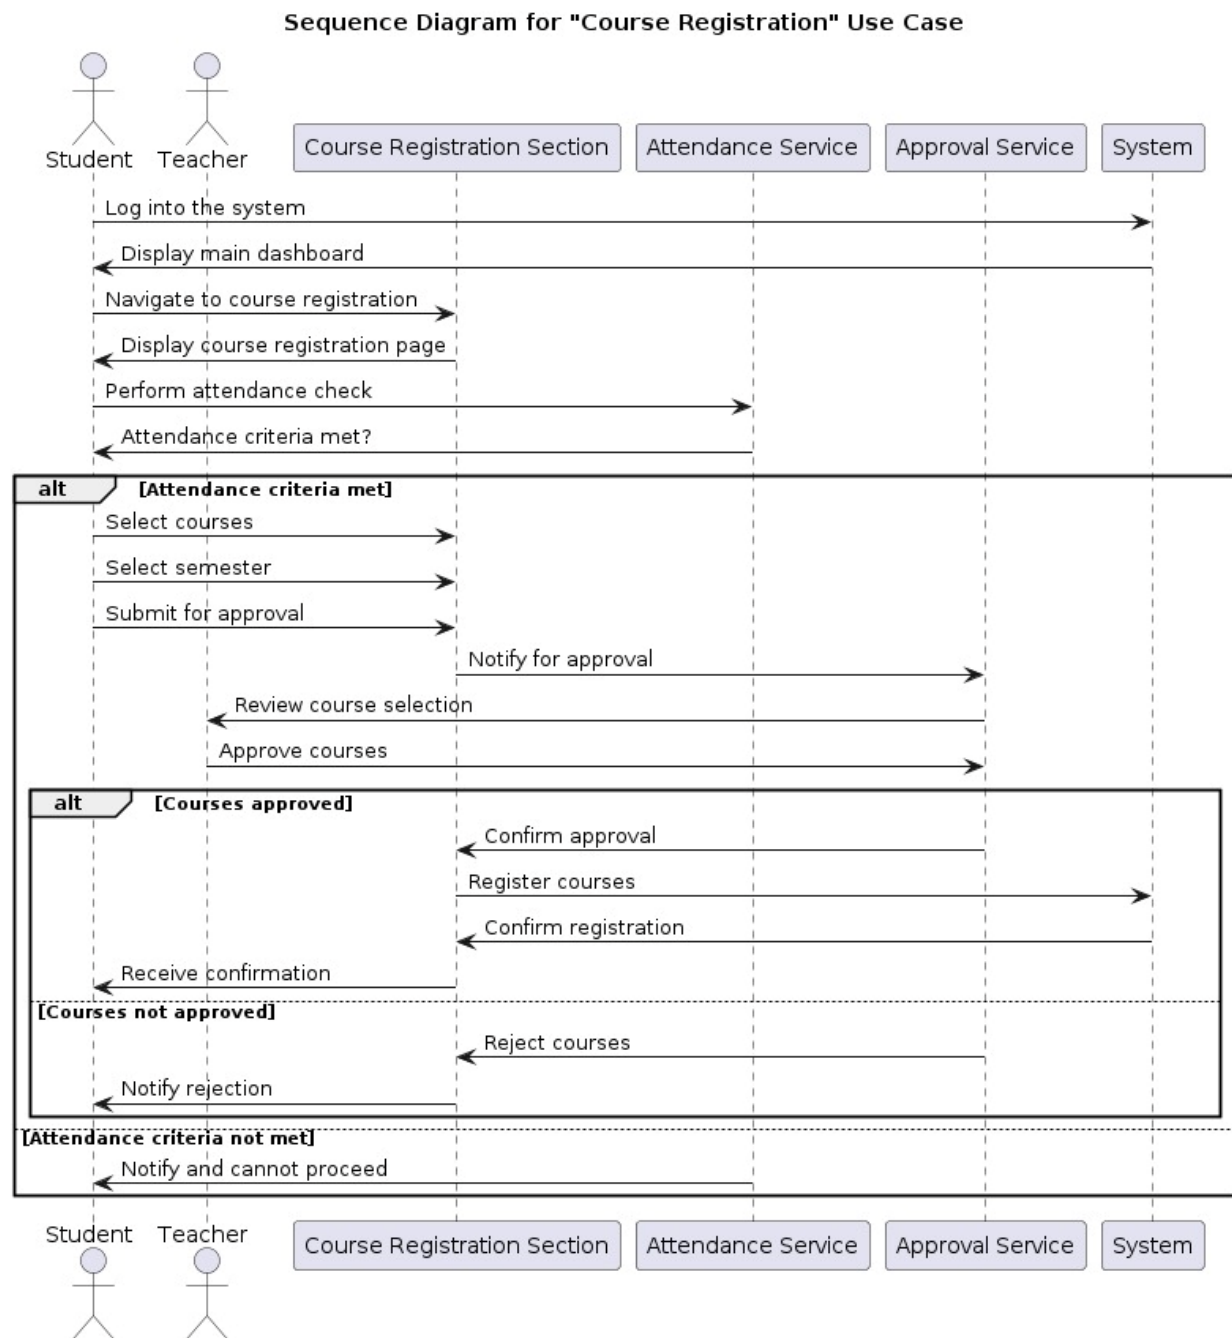 Sequence Diagram for "Course Registration" Use Case
Student
Teacher
Course Registration Section
Attendance Service
Approval Service
System
Log into the system
Display main dashboard
Navigate to course registration
Display course registration page
Perform attendance check
Attendance criteria met?
alt [Attendance criteria met]
Select courses
Select semester
Submit for approval
Notify for approval
Review course selection
Approve courses
alt [Courses approved]
Confirm approval
Register courses
Confirm registration
Receive confirmation
[Courses not approved]
Reject courses
Notify rejection
[Attendance criteria not met]
Notify and cannot proceed
Student
Teacher
Course Registration Section
Attendance Service
Approval Service
System